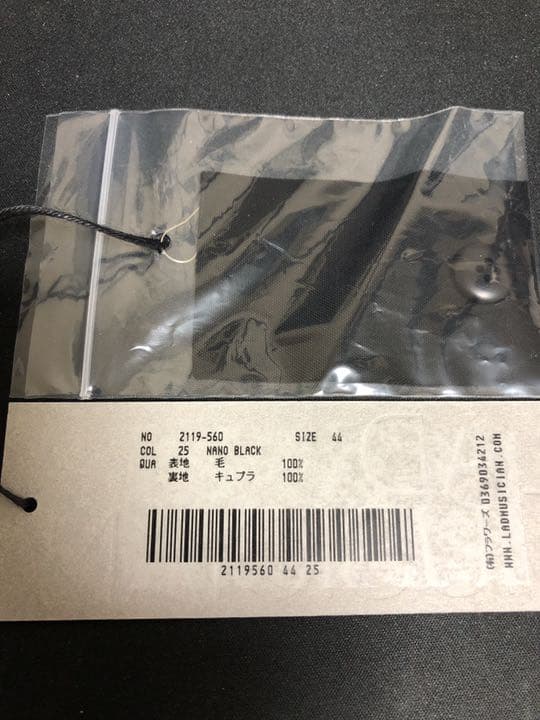 NO 2119-560 SIZE 44
COL 25 NANO BLACK
QUA 表地 毛 100%
裏地 キュプラ 100%
2119560 44 25
(有)フラワーズ 0369034212
WWW.LADMUSICIAN.COM